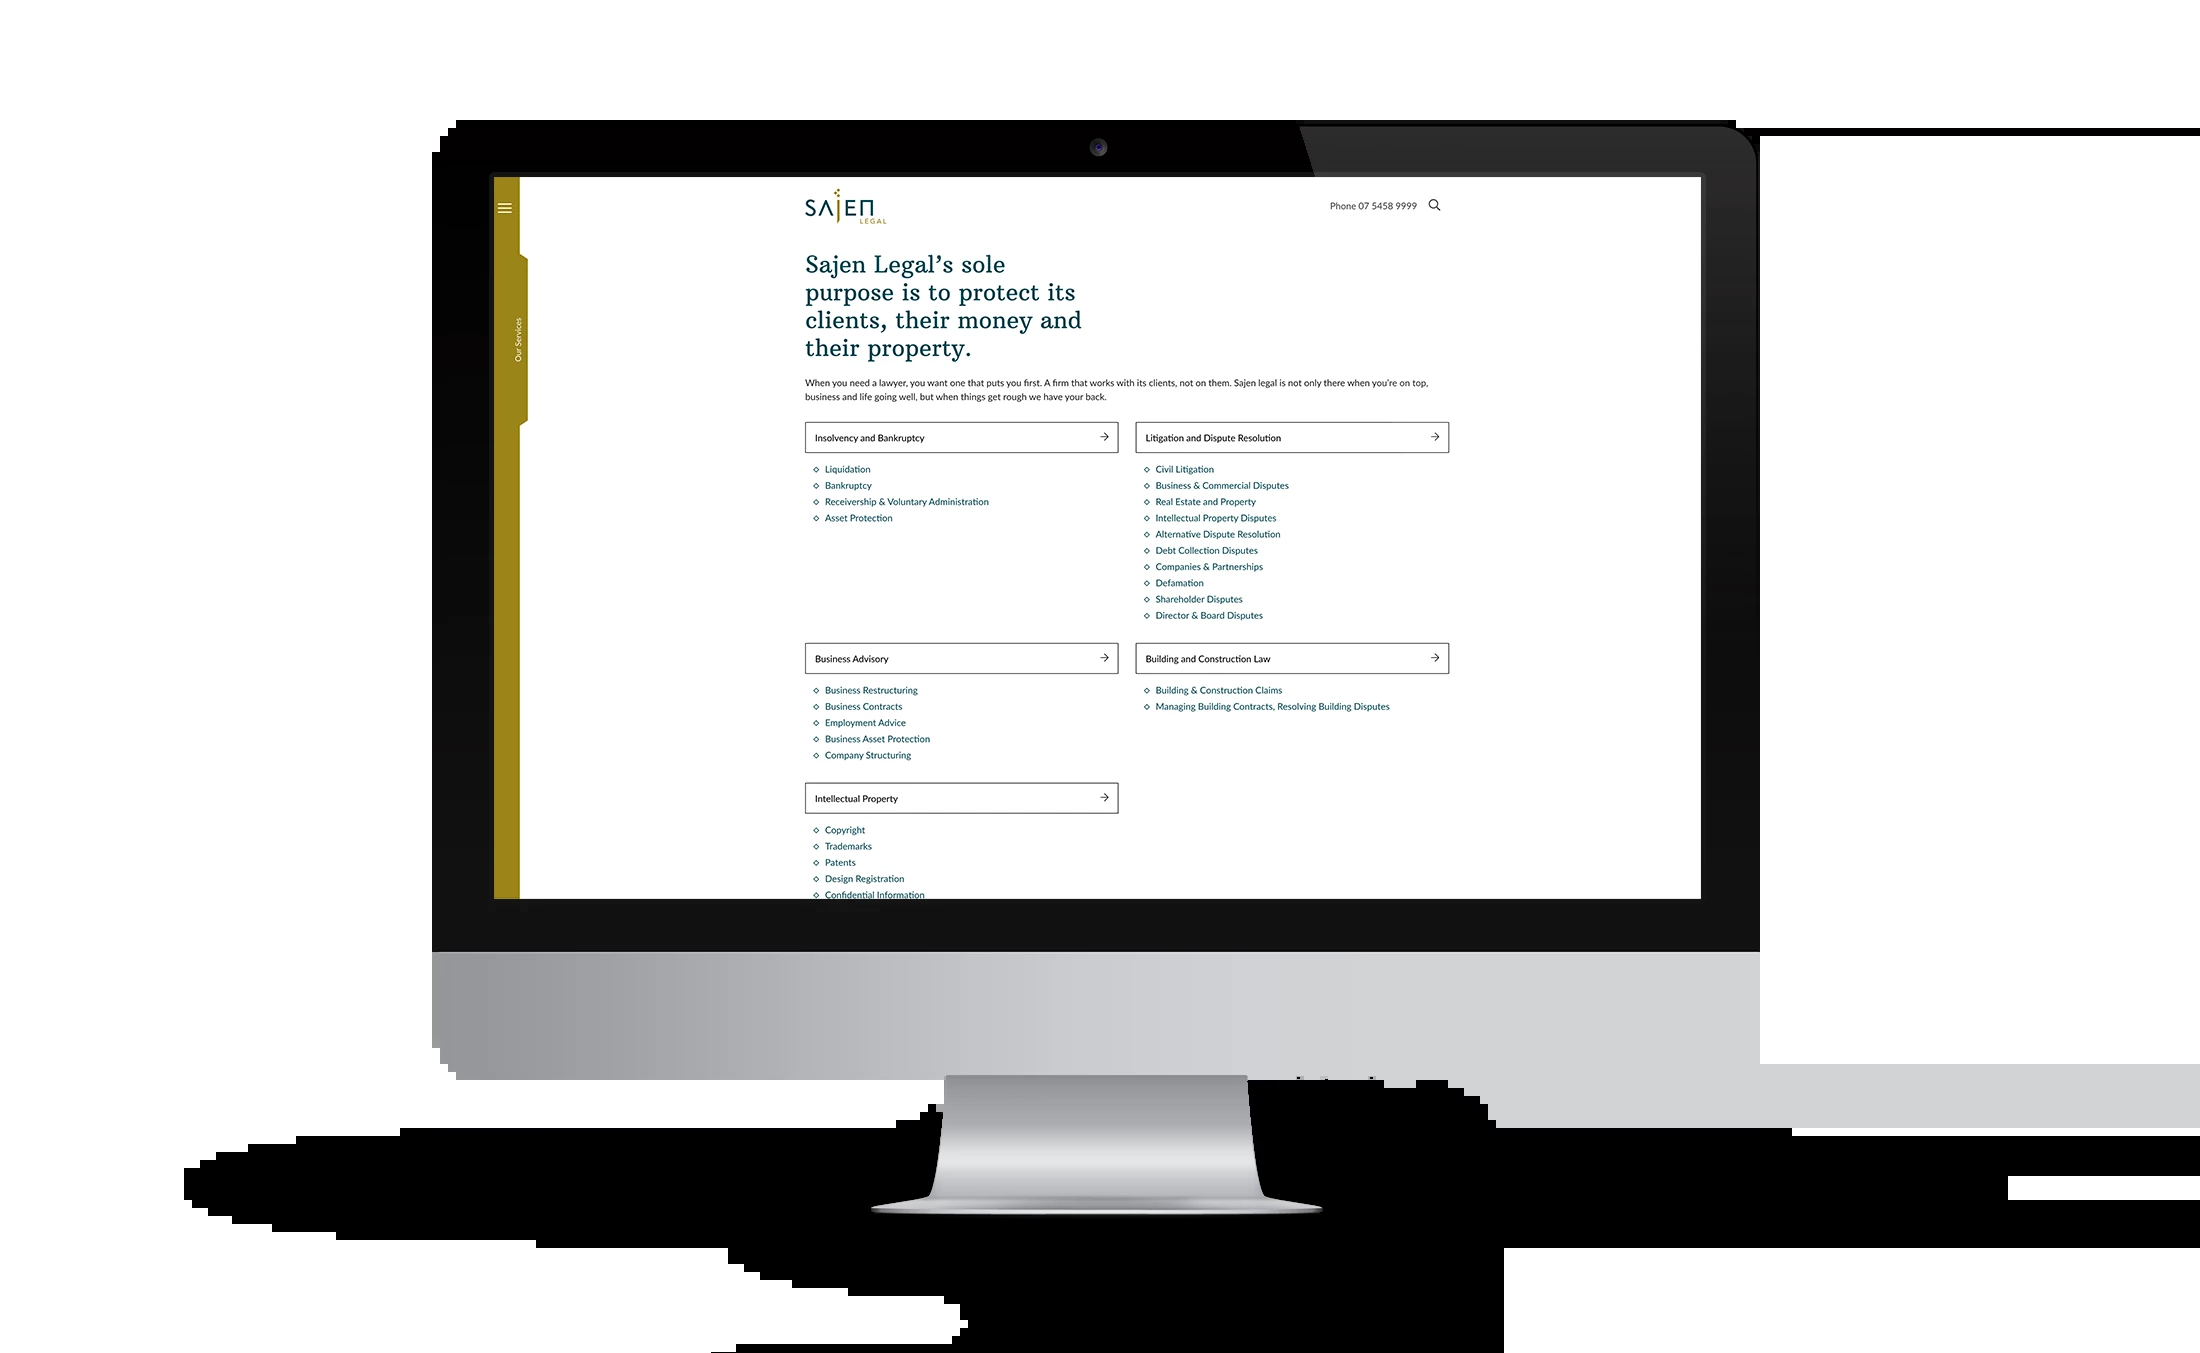 SAJEN
LEGAL
Phone 07 5458 9999
Our Services
Sajen Legal’s sole
purpose is to protect its
clients, their money and
their property.
When you need a lawyer, you want one that puts you first. A firm that works with its clients, not on them. Sajen legal is not only there when you’re on top,
business and life going well, but when things get rough we have your back.
Insolvency and Bankruptcy
Liquidation
Bankruptcy
Receivership & Voluntary Administration
Asset Protection
Litigation and Dispute Resolution
Civil Litigation
Business & Commercial Disputes
Real Estate and Property
Intellectual Property Disputes
Alternative Dispute Resolution
Debt Collection Disputes
Companies & Partnerships
Defamation
Shareholder Disputes
Director & Board Disputes
Business Advisory
Business Restructuring
Business Contracts
Employment Advice
Business Asset Protection
Company Structuring
Building and Construction Law
Building & Construction Claims
Managing Building Contracts, Resolving Building Disputes
Intellectual Property
Copyright
Trademarks
Patents
Design Registration
Confidential Information